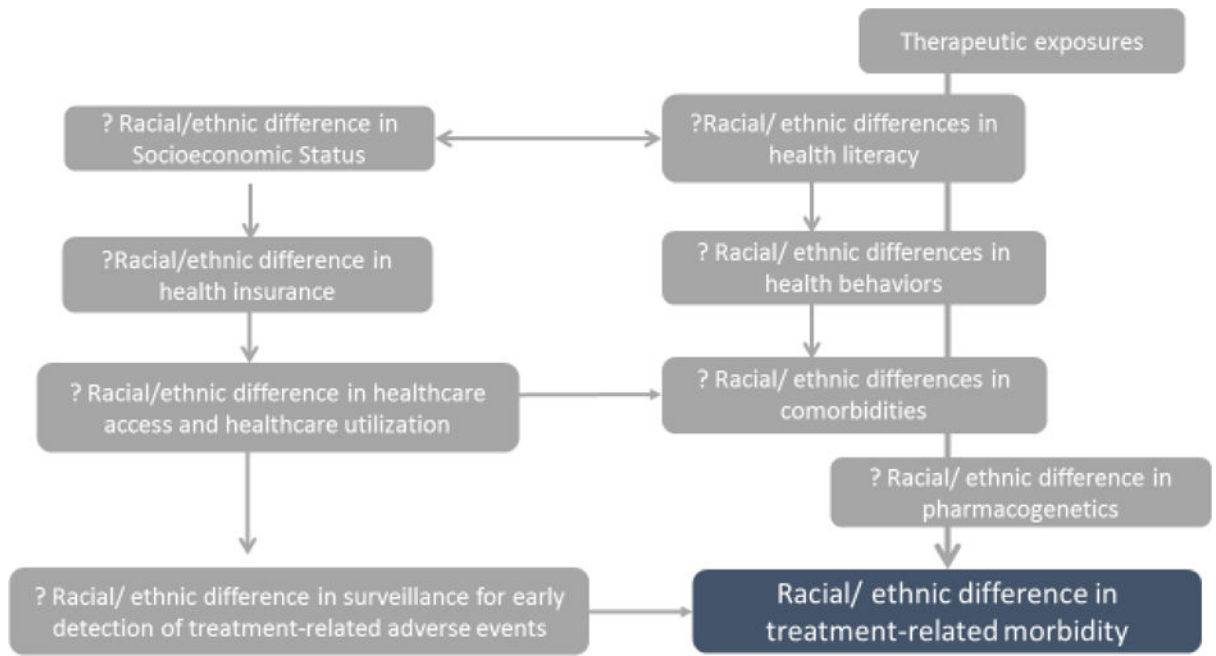 Therapeutic exposures
? Racial/ethnic difference in
Socioeconomic Status
?Racial/ ethnic differences in
health literacy
?Racial/ethnic difference in
health insurance
? Racial/ ethnic differences in
health behaviors
? Racial/ethnic difference in healthcare
access and healthcare utilization
? Racial/ ethnic differences in
comorbidities
? Racial/ ethnic difference in
pharmacogenetics
? Racial/ ethnic difference in surveillance for early
detection of treatment-related adverse events
Racial/ ethnic difference in
treatment-related morbidity